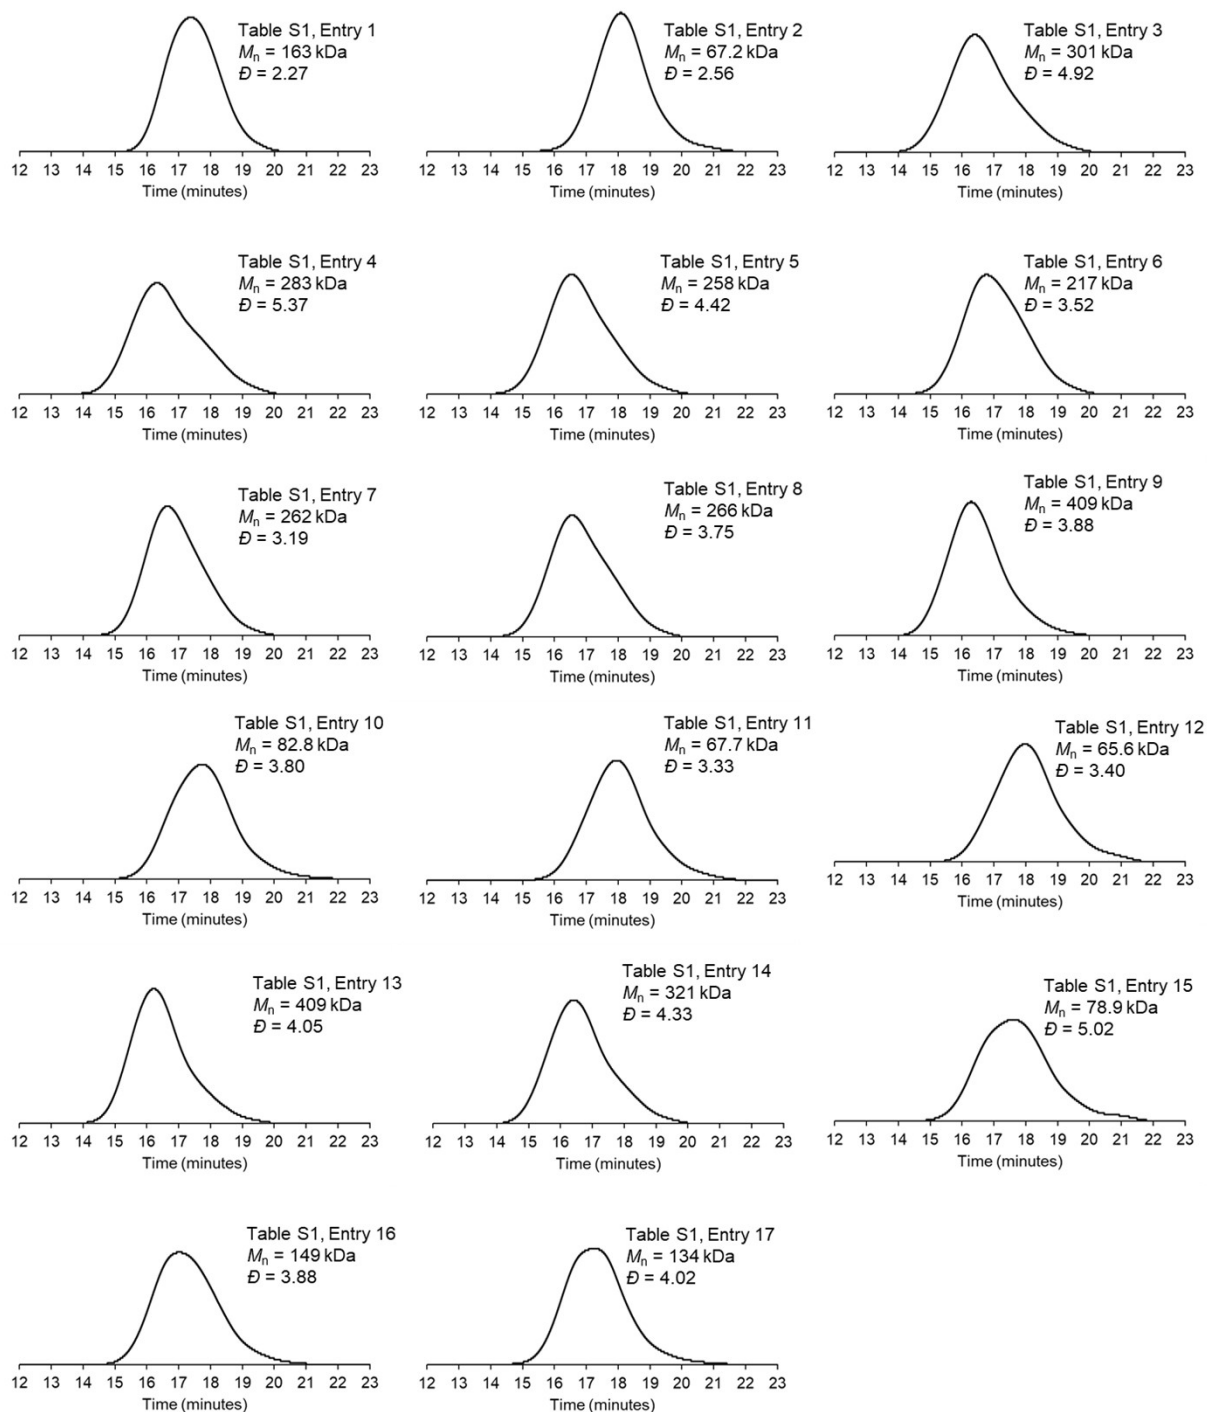 Table S1, Entry 1
Mn = 163 kDa
Đ = 2.27
12 13 14 15 16 17 18 19 20 21 22 23
Time (minutes)
Table S1, Entry 2
Mn = 67.2 kDa
Đ = 2.56
12 13 14 15 16 17 18 19 20 21 22 23
Time (minutes)
Table S1, Entry 3
Mn = 301 kDa
Đ = 4.92
12 13 14 15 16 17 18 19 20 21 22 23
Time (minutes)
Table S1, Entry 4
Mn = 283 kDa
Đ = 5.37
12 13 14 15 16 17 18 19 20 21 22 23
Time (minutes)
Table S1, Entry 5
Mn = 258 kDa
Đ = 4.42
12 13 14 15 16 17 18 19 20 21 22 23
Time (minutes)
Table S1, Entry 6
Mn = 217 kDa
Đ = 3.52
12 13 14 15 16 17 18 19 20 21 22 23
Time (minutes)
Table S1, Entry 7
Mn = 262 kDa
Đ = 3.19
12 13 14 15 16 17 18 19 20 21 22 23
Time (minutes)
Table S1, Entry 8
Mn = 266 kDa
Đ = 3.75
12 13 14 15 16 17 18 19 20 21 22 23
Time (minutes)
Table S1, Entry 9
Mn = 409 kDa
Đ = 3.88
12 13 14 15 16 17 18 19 20 21 22 23
Time (minutes)
Table S1, Entry 10
Mn = 82.8 kDa
Đ = 3.80
12 13 14 15 16 17 18 19 20 21 22 23
Time (minutes)
Table S1, Entry 11
Mn = 67.7 kDa
Đ = 3.33
12 13 14 15 16 17 18 19 20 21 22 23
Time (minutes)
Table S1, Entry 12
Mn = 65.6 kDa
Đ = 3.40
12 13 14 15 16 17 18 19 20 21 22 23
Time (minutes)
Table S1, Entry 13
Mn = 409 kDa
Đ = 4.05
12 13 14 15 16 17 18 19 20 21 22 23
Time (minutes)
Table S1, Entry 14
Mn = 321 kDa
Đ = 4.33
12 13 14 15 16 17 18 19 20 21 22 23
Time (minutes)
Table S1, Entry 15
Mn = 78.9 kDa
Đ = 5.02
12 13 14 15 16 17 18 19 20 21 22 23
Time (minutes)
Table S1, Entry 16
Mn = 149 kDa
Đ = 3.88
12 13 14 15 16 17 18 19 20 21 22 23
Time (minutes)
Table S1, Entry 17
Mn = 134 kDa
Đ = 4.02
12 13 14 15 16 17 18 19 20 21 22 23
Time (minutes)